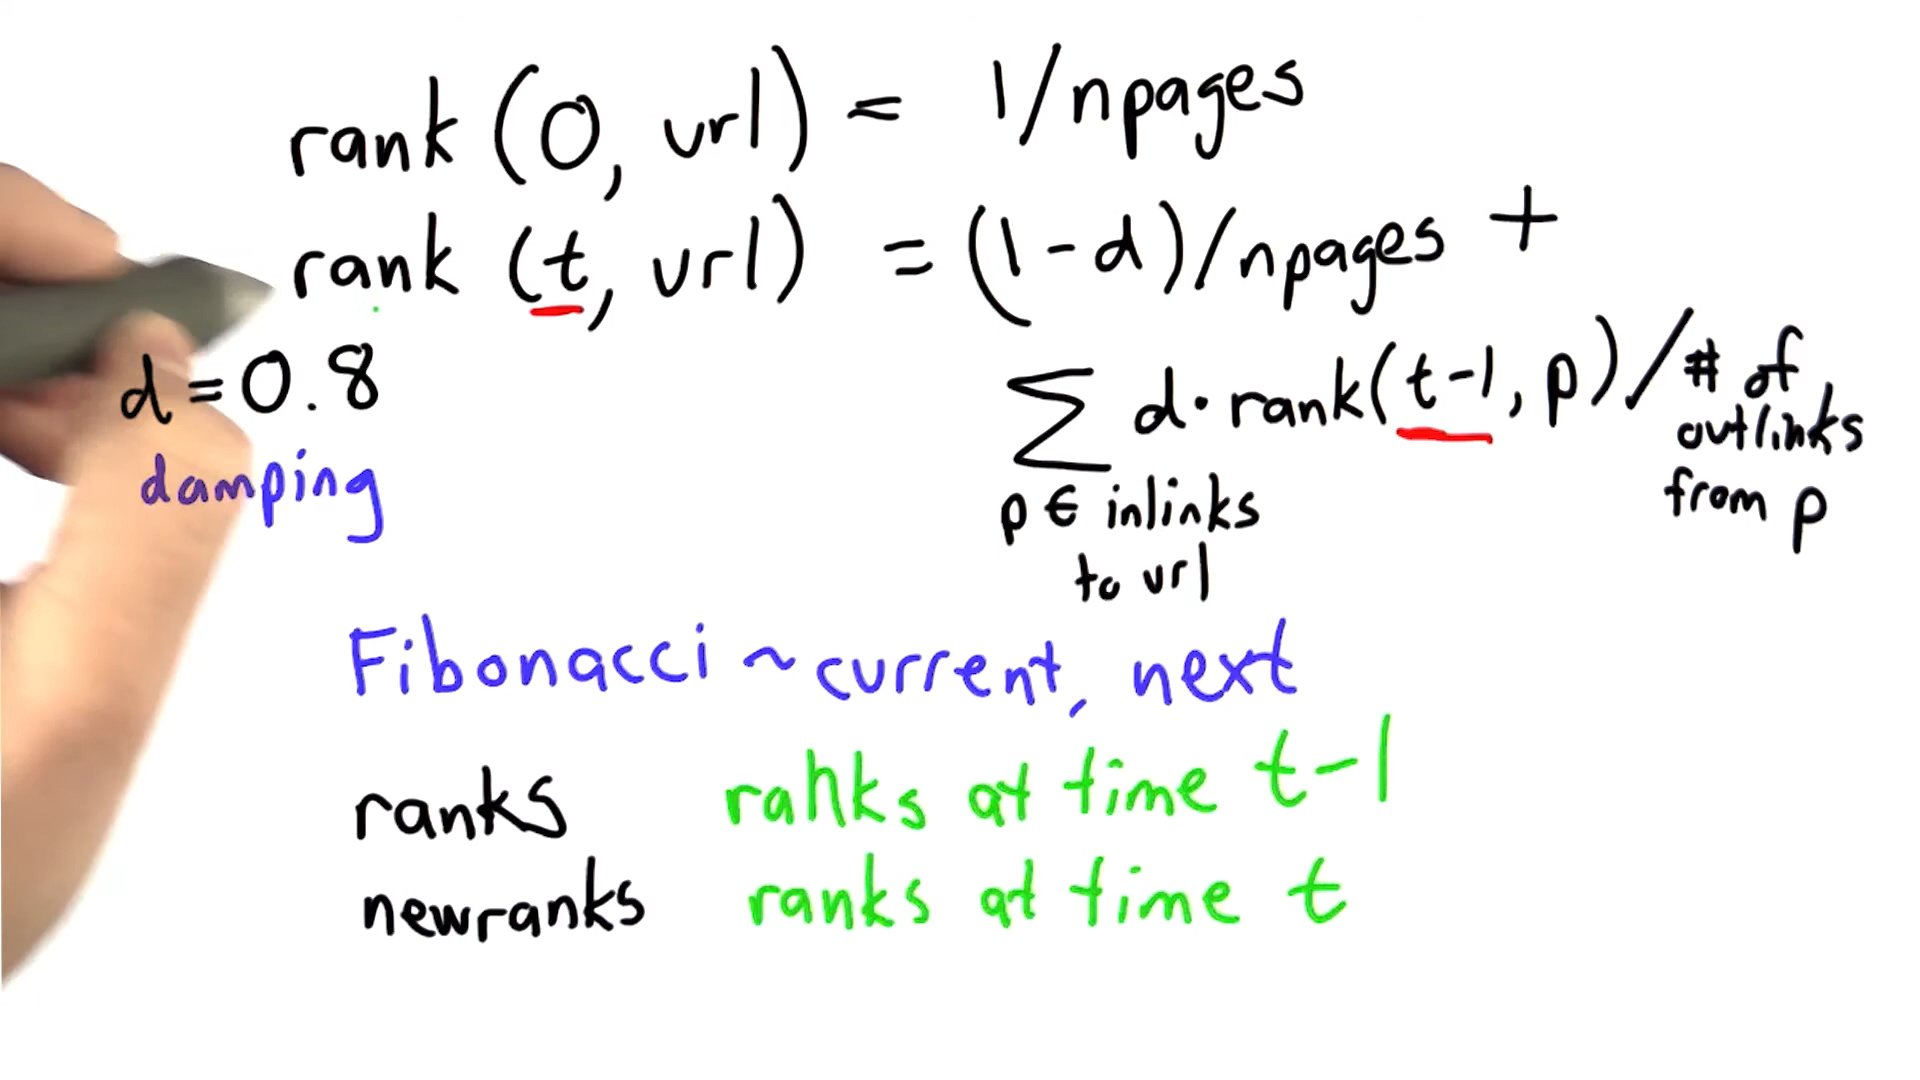 rank (0, url) = 1/npages
rank (t, url) = (1-d)/npages +
d = 0.8
damping
∑ d·rank(t-1, p)/# of outlinks from p
p ∈ inlinks
to url
Fibonacci ~ current, next
ranks ranks at time t-1
newranks ranks at time t